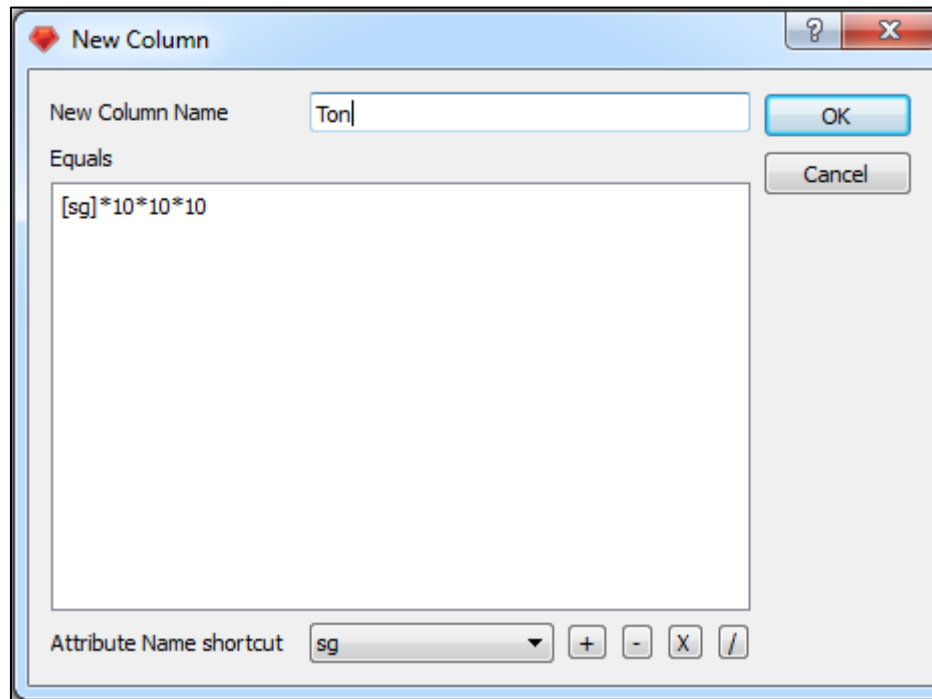 New Column
New Column Name Ton
OK
Equals
Cancel
[sg]*10*10*10
Attribute Name shortcut sg + - X /